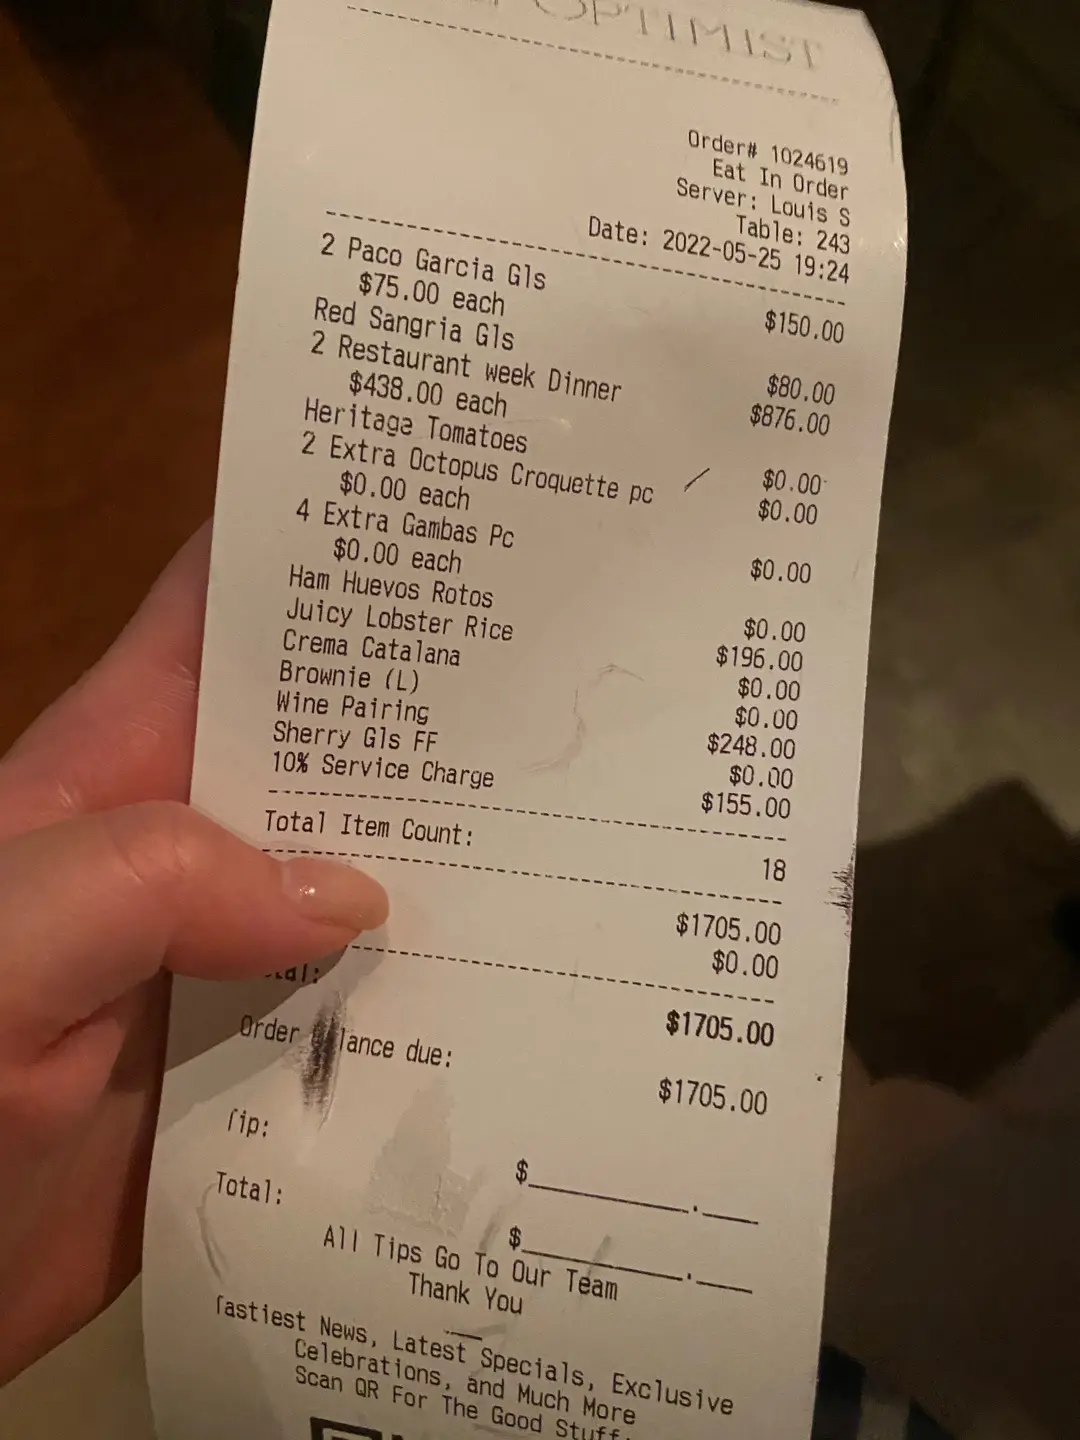 OPTIMIST
Order# 1024619
Eat In Order
Server: Louis S
Table: 243
Date: 2022-05-25 19:24
2 Paco Garcia Gls
$75.00 each $150.00
Red Sangria Gls $80.00
2 Restaurant week Dinner $876.00
$438.00 each
Heritage Tomatoes $0.00
2 Extra Octopus Croquette pc $0.00
$0.00 each
4 Extra Gambas Pc $0.00
$0.00 each
Ham Huevos Rotos $0.00
Juicy Lobster Rice $196.00
Crema Catalana $0.00
Brownie (L) $0.00
Wine Pairing $248.00
Sherry Gls FF $0.00
10% Service Charge $155.00
Total Item Count: 18
$1705.00
$0.00
$1705.00
Order due: $1705.00
Tip: $ .
Total: $ .
All Tips Go To Our Team
Thank You
Tastiest News, Latest Specials, Exclusive
Celebrations, and Much More
Scan QR For The Good Stuff